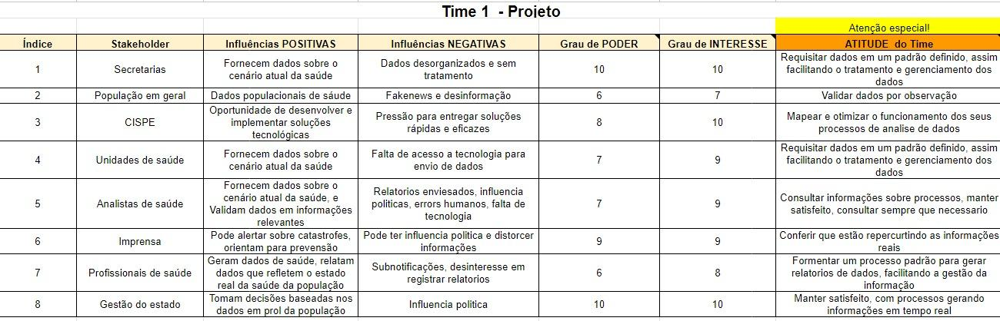 Time 1  - Projeto
Atenção especial!
Índice Stakeholder Influências POSITIVAS Influências NEGATIVAS Grau de PODER Grau de INTERESSE ATITUDE do Time
1
Secretarias
Fornecem dados sobre o
cenário atual da saúde
Dados desorganizados e sem
tratamento
10
10
Requisitar dados em um padrão definido, assim
facilitando o tratamento e gerenciamento dos
dados
2
População em geral
Dados populacionais de sáude
Fakenews e desinformação
6
7
Validar dados por observação
3
CISPE
Oportunidade de desenvolver e
implementar soluções
tecnológicas
Pressão para entregar soluções
rápidas e eficazes
8
10
Mapear e otimizar o funcionamento dos seus
processos de analise de dados
4
Unidades de saúde
Fornecem dados sobre o
cenário atual da saúde
Falta de acesso a tecnologia para
envio de dados
7
9
Requisitar dados em um padrão definido, assim
facilitando o tratamento e gerenciamento dos
dados
5
Analistas de saúde
Fornecem dados sobre o
cenário atual da saúde, e
Validam dados em informações
relevantes
Relatorios enviesados, influencia
politicas, errors humanos, falta de
tecnologia
7
9
Consultar informações sobre processos, manter
satisfeito, consultar sempre que necessario
6
Imprensa
Pode alertar sobre catastrofes,
orientam para prevensão
Pode ter influencia politica e distorcer
informações
9
9
Conferir que estão repercurtindo as informações
reais
7
Profissionais de saúde
Geram dados de saúde, relatam
dados que refletem o estado
real da saúde da população
Subnotificações, desinteresse em
registrar relatorios
6
8
Formentar um processo padrão para gerar
relatorios de dados, facilitando a gestão da
informação
8
Gestão do estado
Tomam decisões baseadas nos
dados em prol da população
Influencia politica
10
10
Manter satisfeito, com processos gerando
informações em tempo real